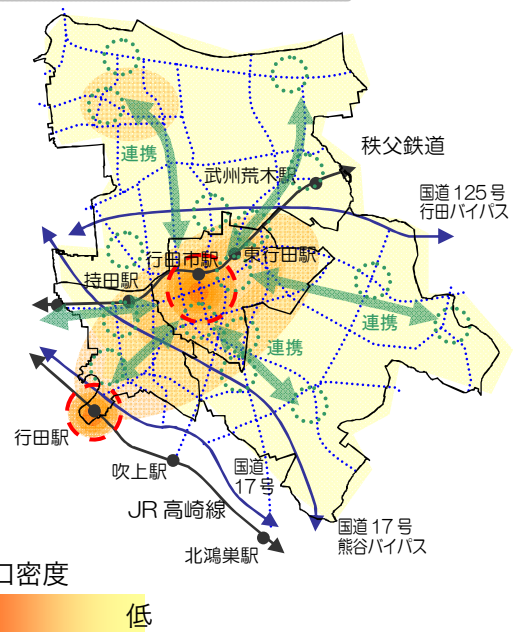 秩父鉄道
連携
武州荒木駅
国道125号
行田バイパス
行田市駅
東行田駅
持田駅
連携
連携
行田駅
吹上駅
国道
17号
JR高崎線
国道17号
熊谷バイパス
北鴻巣駅
口密度
低